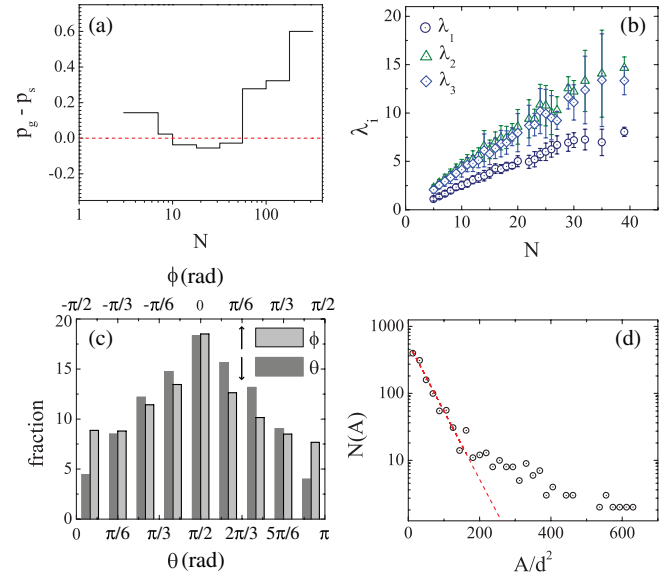 (a)
0.6
0.4
0.2
0.0
-0.2
p_g - p_s
1
10
100
N
(b)
λ_1
λ_2
λ_3
20
15
10
5
0
λ_i
0
10
20
30
40
N
ϕ (rad)
-π/2 -π/3 -π/6 0 π/6 π/3 π/2
(c)
ϕ
θ
20
15
10
5
0
fraction
0 π/6 π/3 π/2 2π/3 5π/6 π
θ (rad)
(d)
1000
100
10
N(A)
0 200 400 600
A/d²